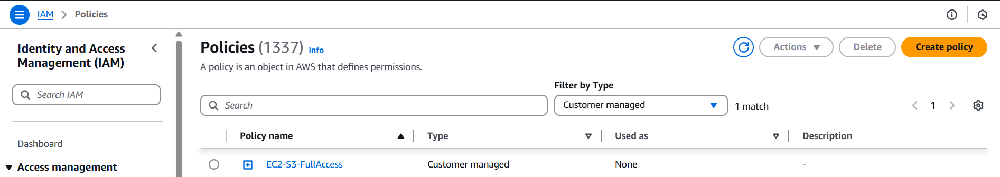 IAM > Policies
Identity and Access Management (IAM)
Search IAM
Dashboard
Access management
Policies (1337) Info
A policy is an object in AWS that defines permissions.
Actions
Delete
Create policy
Filter by Type
Search
Customer managed
1 match
1
Policy name Type Used as Description
EC2-S3-FullAccess Customer managed None -